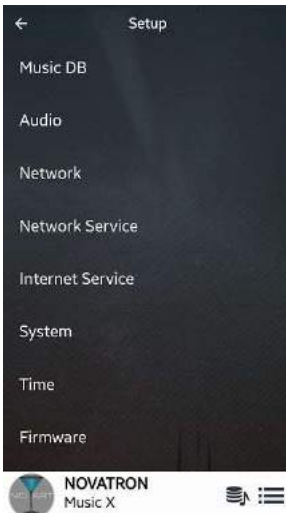 Setup
Music DB
Audio
Network
Network Service
Internet Service
System
Time
Firmware
NOVATRON
Music X